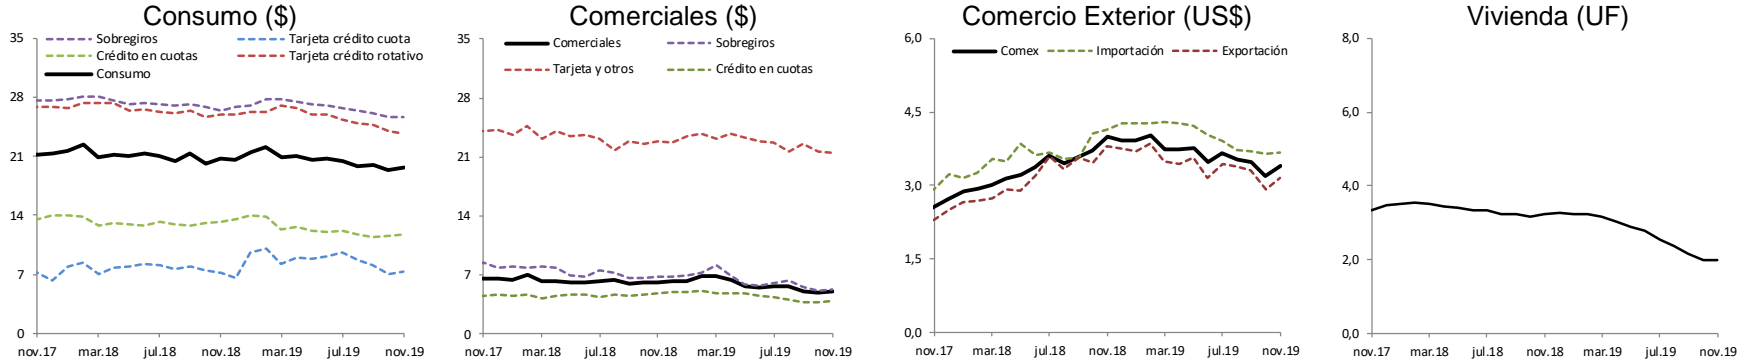 Consumo ($)
35
28
21
14
7
0
Sobregiros
Tarjeta crédito cuota
Crédito en cuotas
Tarjeta crédito rotativo
Consumo
nov.17 mar.18 jul.18 nov.18 mar.19 jul.19 nov.19
Comerciales ($)
35
28
21
14
7
0
Comerciales
Sobregiros
Tarjeta y otros
Crédito en cuotas
nov.17 mar.18 jul.18 nov.18 mar.19 jul.19 nov.19
Comercio Exterior (US$)
6,0
4,5
3,0
1,5
0,0
Comex
Importación
Exportación
nov.17 mar.18 jul.18 nov.18 mar.19 jul.19 nov.19
Vivienda (UF)
8,0
6,0
4,0
2,0
0,0
nov.17 mar.18 jul.18 nov.18 mar.19 jul.19 nov.19